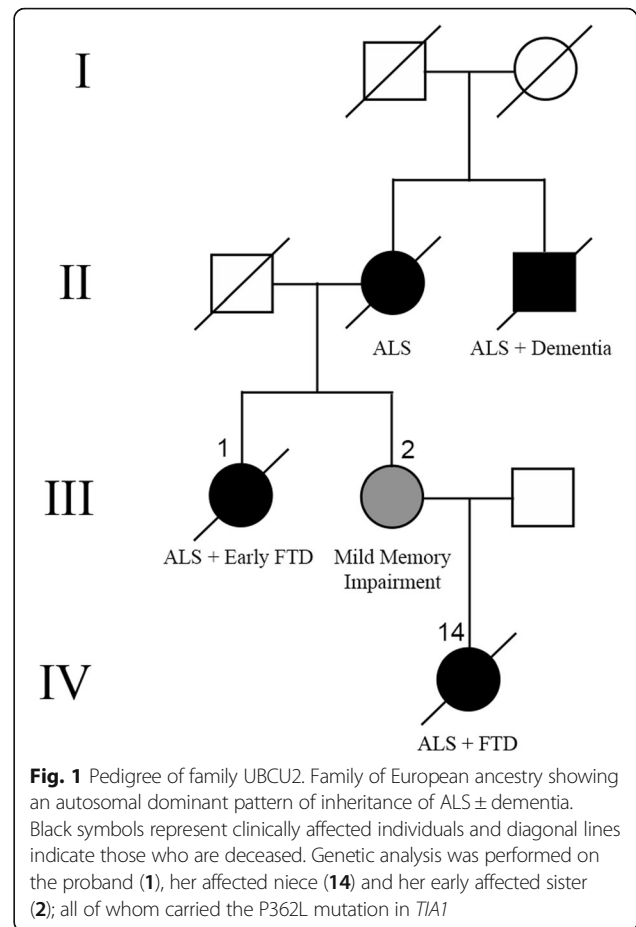 I
II
ALS
ALS + Dementia
1
2
III
ALS + Early FTD
Mild Memory
Impairment
14
IV
ALS + FTD
Fig. 1 Pedigree of family UBCU2. Family of European ancestry showing
an autosomal dominant pattern of inheritance of ALS ± dementia.
Black symbols represent clinically affected individuals and diagonal lines
indicate those who are deceased. Genetic analysis was performed on
the proband (1), her affected niece (14) and her early affected sister
(2); all of whom carried the P362L mutation in TIA1